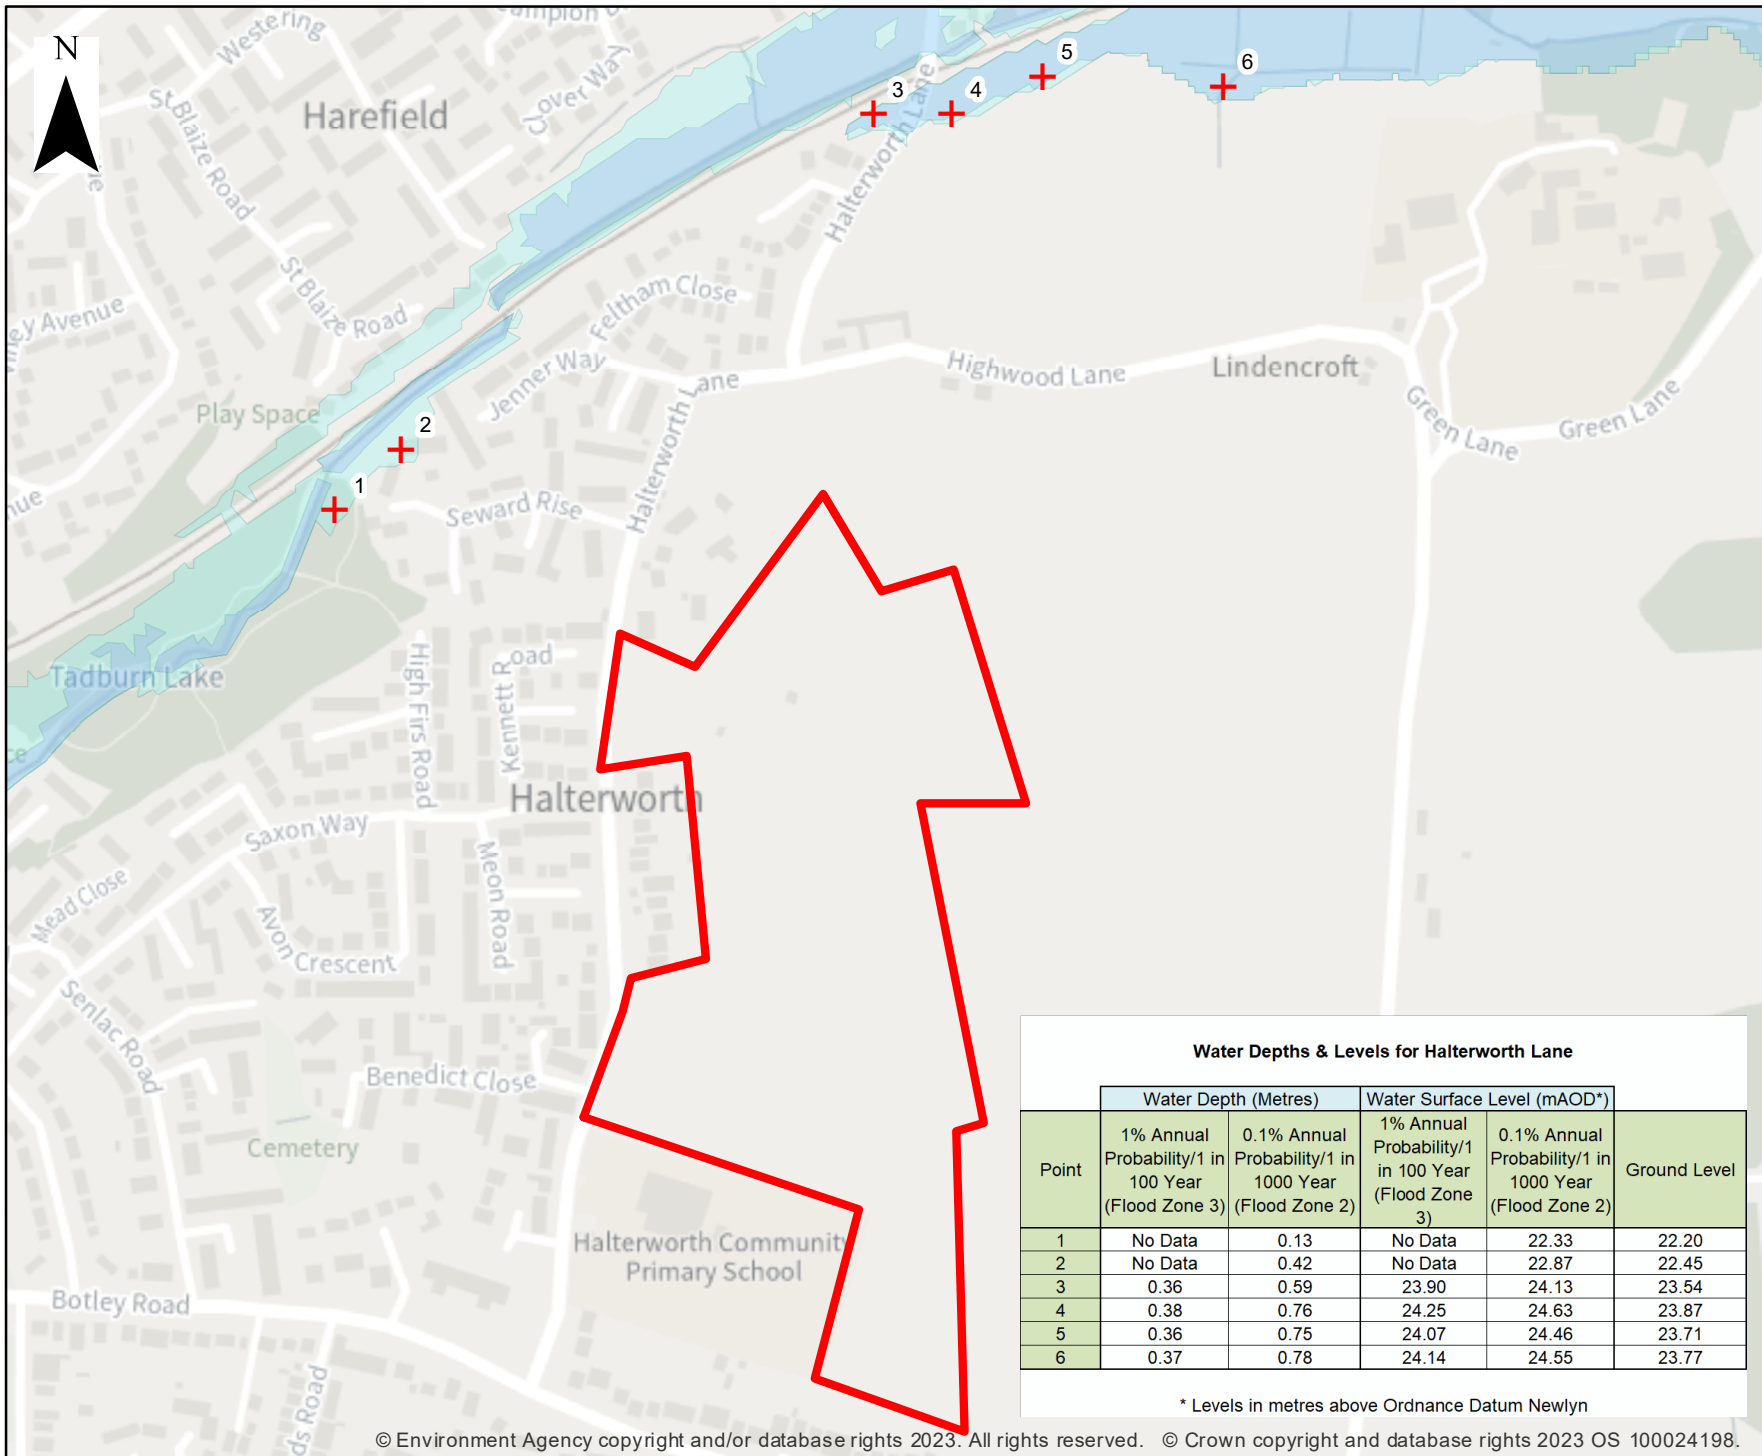 N
Westering
Campion
Clover Way
Harefield
St Blaize Road
St Blaize Road
Avenue
Play Space
Jenner Way
Feltham Close
Halterworth Lane
Halterworth Lane
Highwood Lane
Lindencroft
Green Lane
Green Lane
1
2
3
4
5
6
Seward Rise
Tadburn Lake
High Firs Road
Kennett Road
Halterworth
Saxon Way
Meon Road
Mead Close
Avon Crescent
Senlac Road
Benedict Close
Cemetery
Halterworth Community
Primary School
Botley Road
ds Road
Water Depths & Levels for Halterworth Lane
Water Depth (Metres) Water Surface Level (mAOD*)
Point
1% Annual
Probability/1 in
100 Year
(Flood Zone 3)
0.1% Annual
Probability/1 in
1000 Year
(Flood Zone 2)
1% Annual
Probability/1
in 100 Year
(Flood Zone
3)
0.1% Annual
Probability/1 in
1000 Year
(Flood Zone 2)
Ground Level
1 No Data 0.13 No Data 22.33 22.20
2 No Data 0.42 No Data 22.87 22.45
3 0.36 0.59 23.90 24.13 23.54
4 0.38 0.76 24.25 24.63 23.87
5 0.36 0.75 24.07 24.46 23.71
6 0.37 0.78 24.14 24.55 23.77
* Levels in metres above Ordnance Datum Newlyn
© Environment Agency copyright and/or database rights 2023. All rights reserved. © Crown copyright and database rights 2023 OS 100024198.